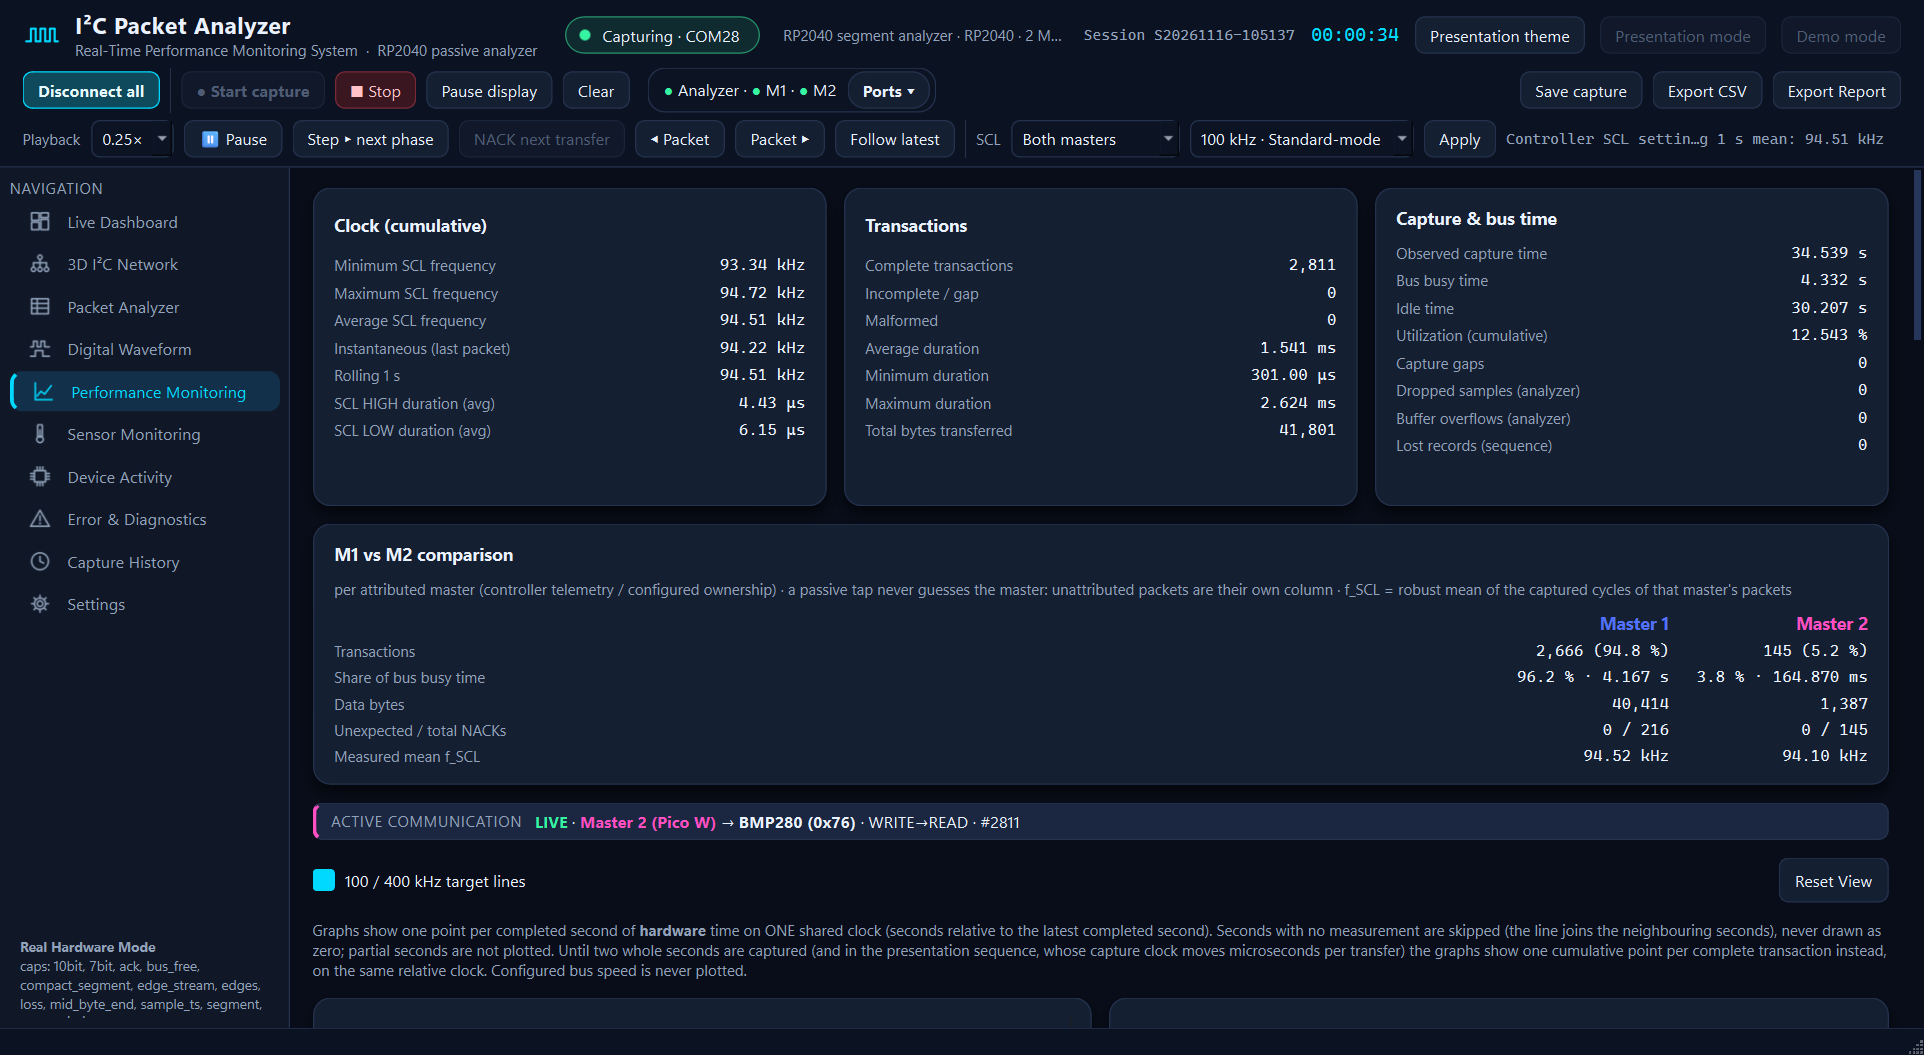 I²C Packet Analyzer
Real-Time Performance Monitoring System · RP2040 passive analyzer
Capturing · COM28
RP2040 segment analyzer · RP2040 · 2 M...
Session S20261116-105137
00:00:34
Presentation theme
Presentation mode
Demo mode
Disconnect all
● Start capture
■ Stop
Pause display
Clear
● Analyzer · ● M1 · ● M2
Ports ▾
Save capture
Export CSV
Export Report
Playback
0.25×
⏸ Pause
Step ▸ next phase
NACK next transfer
◂ Packet
Packet ▸
Follow latest
SCL
Both masters
100 kHz · Standard-mode
Apply
Controller SCL settin…g 1 s mean: 94.51 kHz
NAVIGATION
Live Dashboard
3D I²C Network
Packet Analyzer
Digital Waveform
Performance Monitoring
Sensor Monitoring
Device Activity
Error & Diagnostics
Capture History
Settings
Real Hardware Mode
caps: 10bit, 7bit, ack, bus_free,
compact_segment, edge_stream, edges,
loss, mid_byte_end, sample_ts, segment,
Clock (cumulative)
Minimum SCL frequency 93.34 kHz
Maximum SCL frequency 94.72 kHz
Average SCL frequency 94.51 kHz
Instantaneous (last packet) 94.22 kHz
Rolling 1 s 94.51 kHz
SCL HIGH duration (avg) 4.43 µs
SCL LOW duration (avg) 6.15 µs
Transactions
Complete transactions 2,811
Incomplete / gap 0
Malformed 0
Average duration 1.541 ms
Minimum duration 301.00 µs
Maximum duration 2.624 ms
Total bytes transferred 41,801
Capture & bus time
Observed capture time 34.539 s
Bus busy time 4.332 s
Idle time 30.207 s
Utilization (cumulative) 12.543 %
Capture gaps 0
Dropped samples (analyzer) 0
Buffer overflows (analyzer) 0
Lost records (sequence) 0
M1 vs M2 comparison
per attributed master (controller telemetry / configured ownership) · a passive tap never guesses the master: unattributed packets are their own column · f_SCL = robust mean of the captured cycles of that master's packets
Master 1 Master 2
Transactions 2,666 (94.8 %) 145 (5.2 %)
Share of bus busy time 96.2 % · 4.167 s 3.8 % · 164.870 ms
Data bytes 40,414 1,387
Unexpected / total NACKs 0 / 216 0 / 145
Measured mean f_SCL 94.52 kHz 94.10 kHz
ACTIVE COMMUNICATION LIVE · Master 2 (Pico W) → BMP280 (0x76) · WRITE→READ · #2811
100 / 400 kHz target lines
Reset View
Graphs show one point per completed second of hardware time on ONE shared clock (seconds relative to the latest completed second). Seconds with no measurement are skipped (the line joins the neighbouring seconds), never drawn as
zero; partial seconds are not plotted. Until two whole seconds are captured (and in the presentation sequence, whose capture clock moves microseconds per transfer) the graphs show one cumulative point per complete transaction instead,
on the same relative clock. Configured bus speed is never plotted.